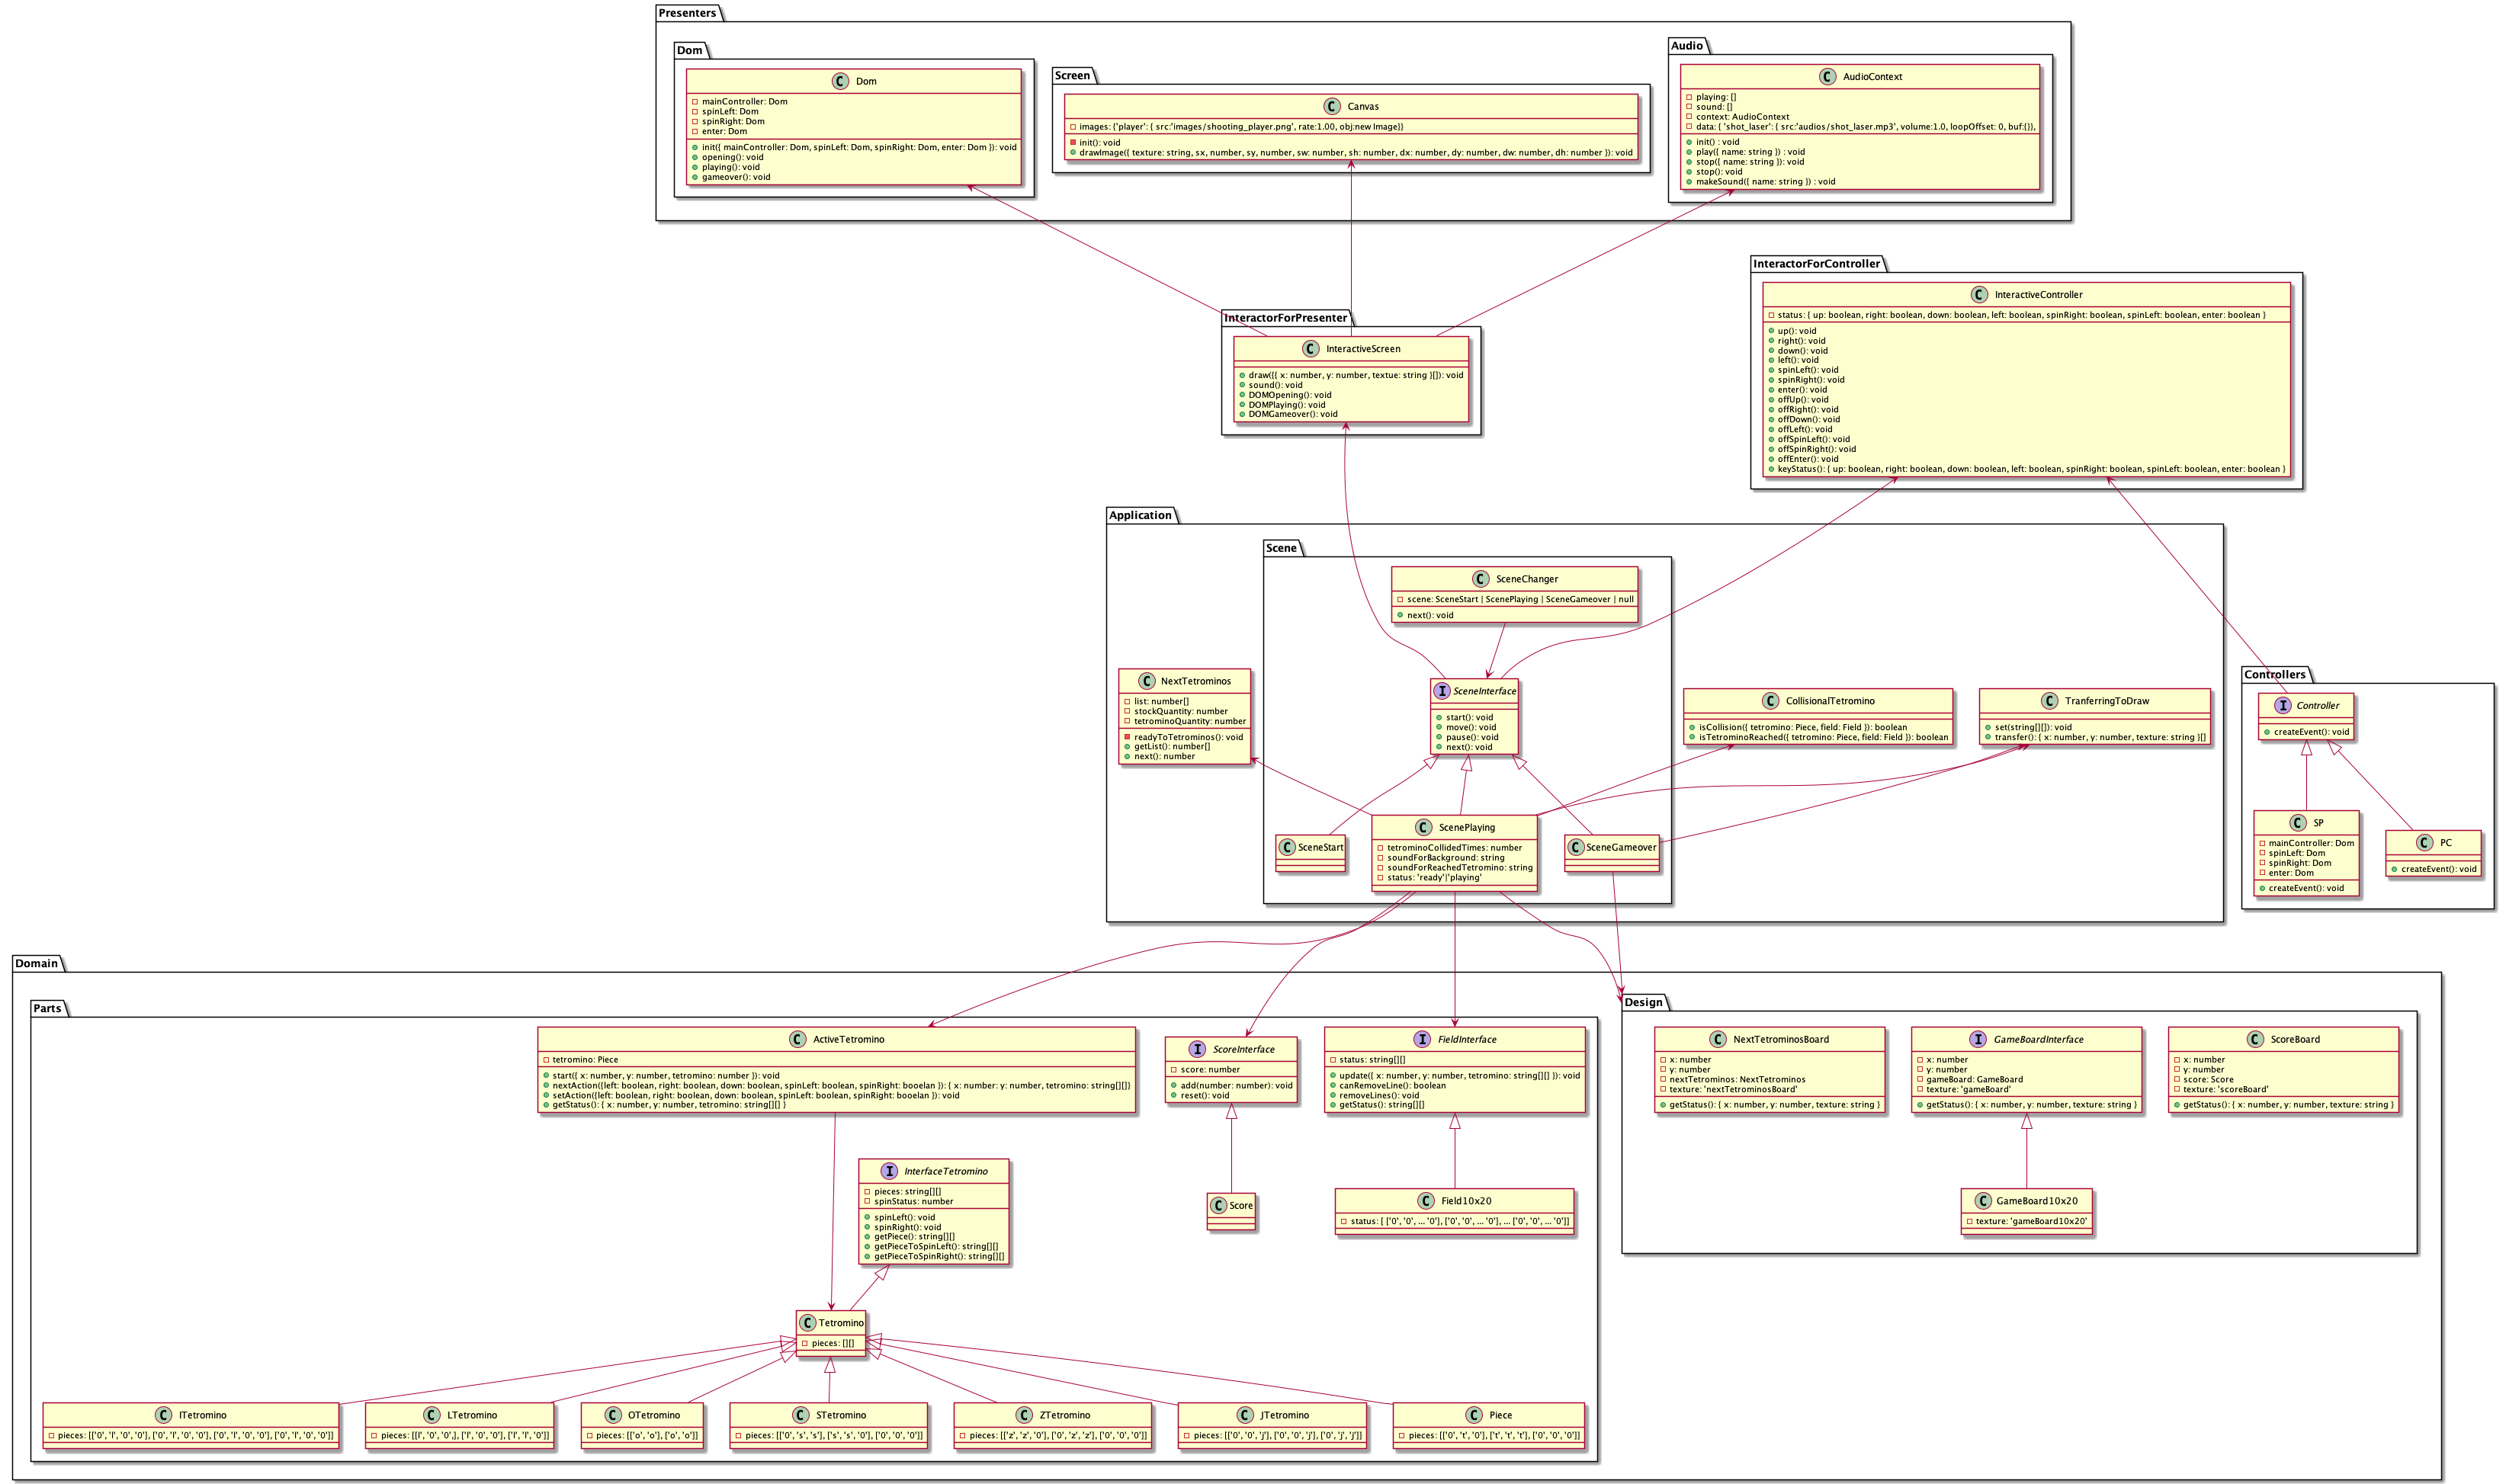 Presenters
Dom
C Dom
mainController: Dom
spinLeft: Dom
spinRight: Dom
enter: Dom
init({ mainController: Dom, spinLeft: Dom, spinRight: Dom, enter: Dom }): void
opening(): void
playing(): void
gameover(): void
Screen
C Canvas
images: {'player': { src:'images/shooting_player.png', rate:1.00, obj:new Image}}
init(): void
drawImage({ texture: string, sx, number, sy, number, sw: number, sh: number, dx: number, dy: number, dw: number, dh: number }): void
Audio
C AudioContext
playing: []
sound: []
context: AudioContext
data: { 'shot_laser': { src:'audios/shot_laser.mp3', volume:1.0, loopOffset: 0, buf:{}},
init() : void
play({ name: string }) : void
stop({ name: string }): void
stop(): void
makeSound({ name: string }) : void
InteractorForPresenter
C InteractiveScreen
draw({{ x: number, y: number, textue: string }[]): void
sound(): void
DOMOpening(): void
DOMPlaying(): void
DOMGameover(): void
InteractorForController
C InteractiveController
status: { up: boolean, right: boolean, down: boolean, left: boolean, spinRight: boolean, spinLeft: boolean, enter: boolean }
up(): void
right(): void
down(): void
left(): void
spinLeft(): void
spinRight(): void
enter(): void
offUp(): void
offRight(): void
offDown(): void
offLeft(): void
offSpinLeft(): void
offSpinRight(): void
offEnter(): void
keyStatus(): { up: boolean, right: boolean, down: boolean, left: boolean, spinRight: boolean, spinLeft: boolean, enter: boolean }
Application
Scene
C SceneChanger
scene: SceneStart | ScenePlaying | SceneGameover | null
next(): void
C NextTetrominos
list: number[]
stockQuantity: number
tetrominoQuantity: number
readyToTetrominos(): void
getList(): number[]
next(): number
I SceneInterface
start(): void
move(): void
pause(): void
next(): void
C CollisionalTetromino
isCollision({ tetromino: Piece, field: Field }): boolean
isTetrominoReached({ tetromino: Piece, field: Field }): boolean
C TranferringToDraw
set(string[][]): void
transfer(): { x: number, y: number, texture: string }[]
C SceneStart
C ScenePlaying
tetrominoCollidedTimes: number
soundForBackground: string
soundForReachedTetromino: string
status: 'ready'|'playing'
C SceneGameover
Controllers
I Controller
createEvent(): void
C SP
mainController: Dom
spinLeft: Dom
spinRight: Dom
enter: Dom
createEvent(): void
C PC
createEvent(): void
Domain
Parts
C ActiveTetromino
tetromino: Piece
start({ x: number, y: number, tetromino: number }): void
nextAction({left: boolean, right: boolean, down: boolean, spinLeft: boolean, spinRight: booelan }): { x: number: y: number, tetromino: string[][]}
setAction({left: boolean, right: boolean, down: boolean, spinLeft: boolean, spinRight: booelan }): void
getStatus(): { x: number, y: number, tetromino: string[][] }
I ScoreInterface
score: number
add(number: number): void
reset(): void
I FieldInterface
status: string[][]
update({ x: number, y: number, tetromino: string[][] }): void
canRemoveLine(): boolean
removeLines(): void
getStatus(): string[][]
I InterfaceTetromino
pieces: string[][]
spinStatus: number
spinLeft(): void
spinRight(): void
getPiece(): string[][]
getPieceToSpinLeft(): string[][]
getPieceToSpinRight(): string[][]
C Score
C Field10x20
status: [ ['0', '0', ... '0'], ['0', '0', ... '0'], ... ['0', '0', ... '0']]
C Tetromino
pieces: [][]
C ITetromino
pieces: [['0', 'I', '0', '0'], ['0', 'I', '0', '0'], ['0', 'I', '0', '0'], ['0', 'I', '0', '0']]
C LTetromino
pieces: [[l', '0', '0',], ['l', '0', '0'], ['l', 'l', '0']]
C OTetromino
pieces: [['o', 'o'], ['o', 'o']]
C STetromino
pieces: [['0', 's', 's'], ['s', 's', '0'], ['0', '0', '0']]
C ZTetromino
pieces: [['z', 'z', '0'], ['0', 'z', 'z'], ['0', '0', '0']]
C JTetromino
pieces: [['0', '0', 'j'], ['0', '0', 'j'], ['0', 'j', 'j']]
C Piece
pieces: [['0', 't', '0'], ['t', 't', 't'], ['0', '0', '0']]
Design
C NextTetrominosBoard
x: number
y: number
nextTetrominos: NextTetrominos
texture: 'nextTetrominosBoard'
getStatus(): { x: number, y: number, texture: string }
I GameBoardInterface
x: number
y: number
gameBoard: GameBoard
texture: 'gameBoard'
getStatus(): { x: number, y: number, texture: string }
C ScoreBoard
x: number
y: number
score: Score
texture: 'scoreBoard'
getStatus(): { x: number, y: number, texture: string }
C GameBoard10x20
texture: 'gameBoard10x20'